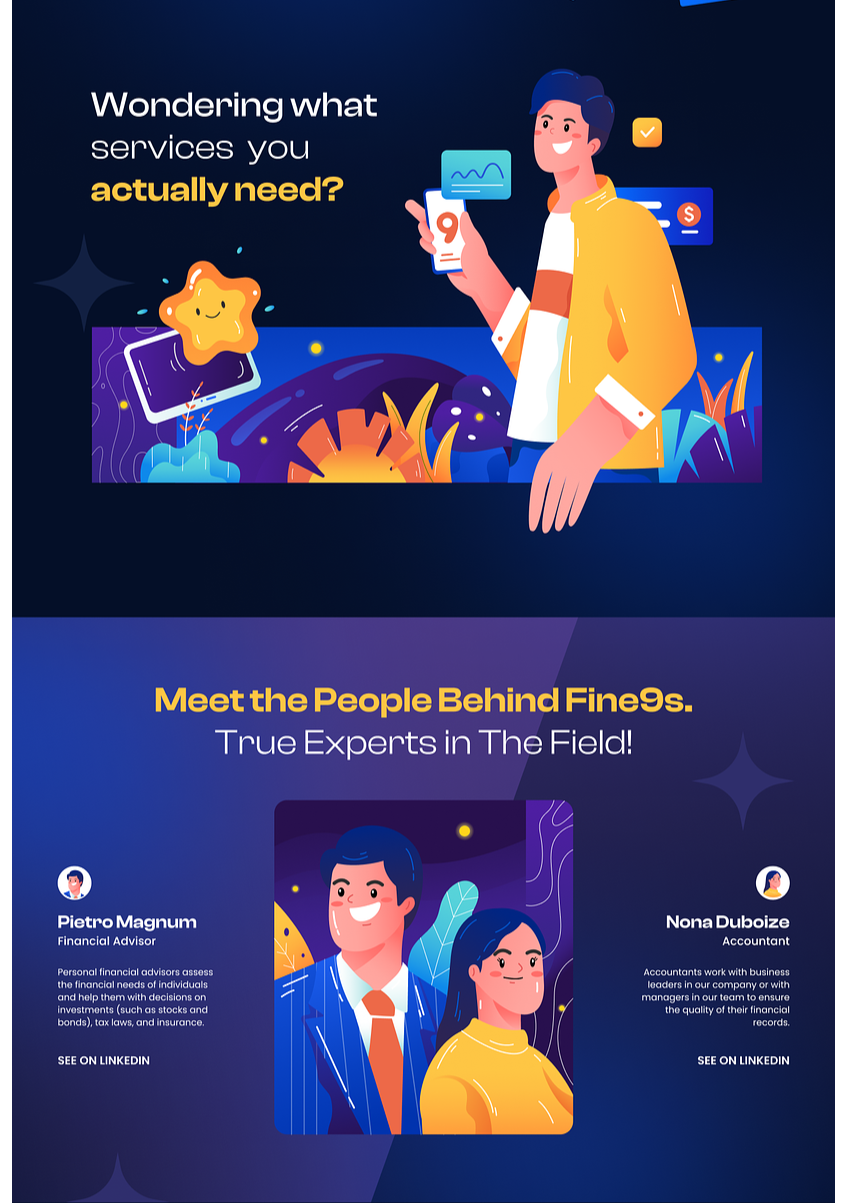 Wondering what
services you
actually need?
9
$
Meet the People Behind Fine9s.
True Experts in The Field!
Pietro Magnum
Financial Advisor
Personal financial advisors assess
the financial needs of individuals
and help them with decisions on
investments (such as stocks and
bonds), tax laws, and insurance.
SEE ON LINKEDIN
Nona Duboize
Accountant
Accountants work with business
leaders in our company or with
managers in our team to ensure
the quality of their financial
records.
SEE ON LINKEDIN